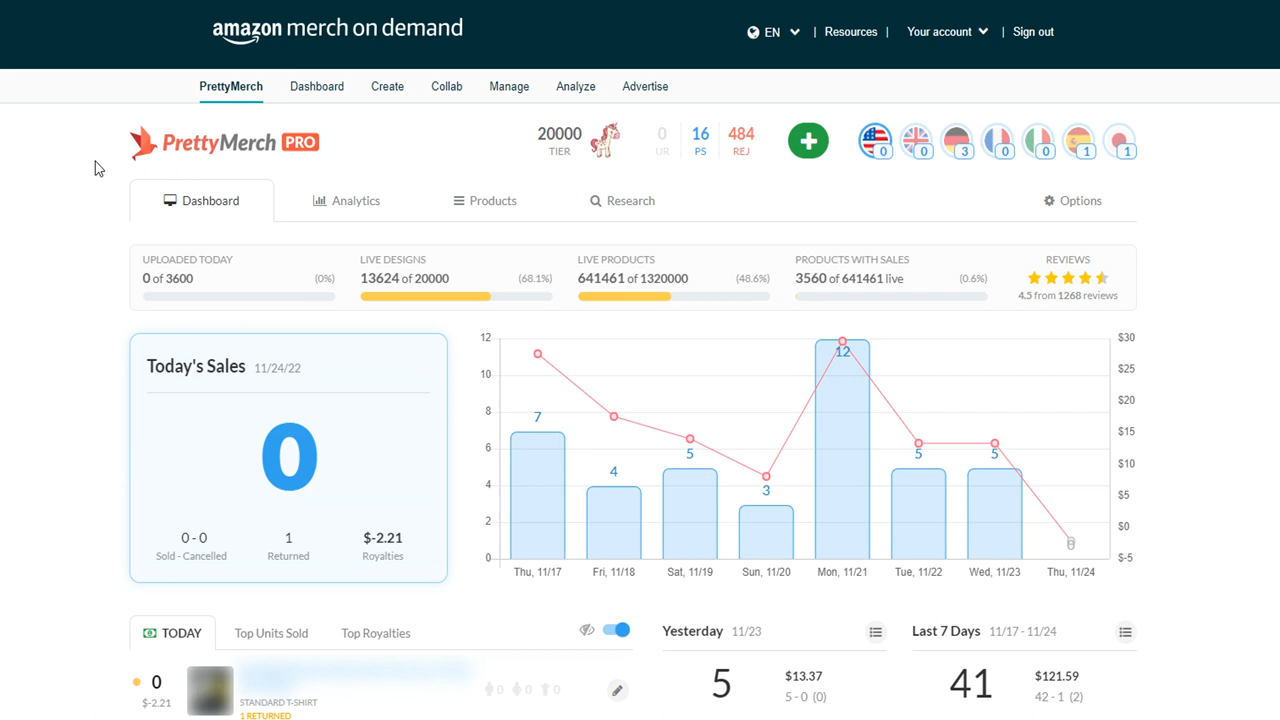 amazon merch on demand
EN | Resources | Your account | Sign out
PrettyMerch Dashboard Create Collab Manage Analyze Advertise
PrettyMerch PRO
20000 TIER
0 UR
16 PS
484 REJ
0 0 3 0 0 1 1
Dashboard Analytics Products Research Options
UPLOADED TODAY
0 of 3600 (0%)
LIVE DESIGNS
13624 of 20000 (68.1%)
LIVE PRODUCTS
641461 of 1320000 (48.6%)
PRODUCTS WITH SALES
3560 of 641461 live (0.6%)
REVIEWS
4.5 from 1268 reviews
Today's Sales 11/24/22
0
0 - 0
Sold - Cancelled
1
Returned
$-2.21
Royalties
12
10
8
6
4
2
0
7 4 5 3 12 5 5
$30
$25
$20
$15
$10
$5
$0
$-5
Thu, 11/17 Fri, 11/18 Sat, 11/19 Sun, 11/20 Mon, 11/21 Tue, 11/22 Wed, 11/23 Thu, 11/24
TODAY Top Units Sold Top Royalties
0
$-2.21
STANDARD T-SHIRT
1 RETURNED
0 0 0
Yesterday 11/23
5
$13.37
5 - 0 (0)
Last 7 Days 11/17 - 11/24
41
$121.59
42 - 1 (2)